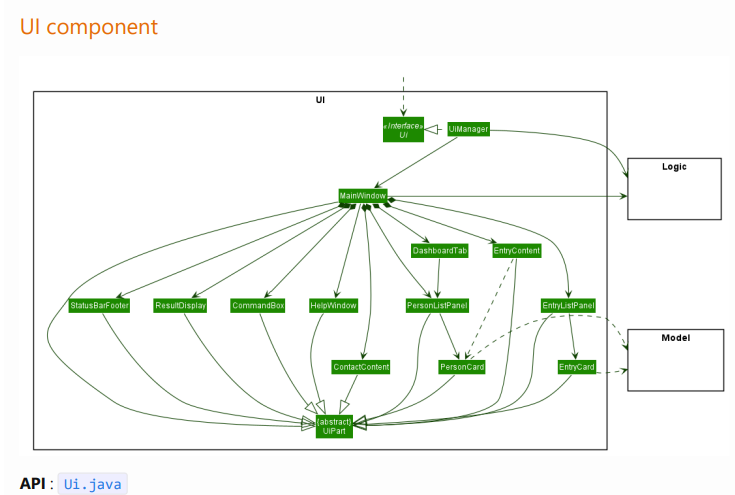 UI component
UI
«Interface»
Ui
UiManager
Logic
MainWindow
DashboardTab
EntryContent
StatusBarFooter
ResultDisplay
CommandBox
HelpWindow
PersonListPanel
EntryListPanel
Model
ContactContent
PersonCard
EntryCard
{abstract}
UiPart
API : Ui.java